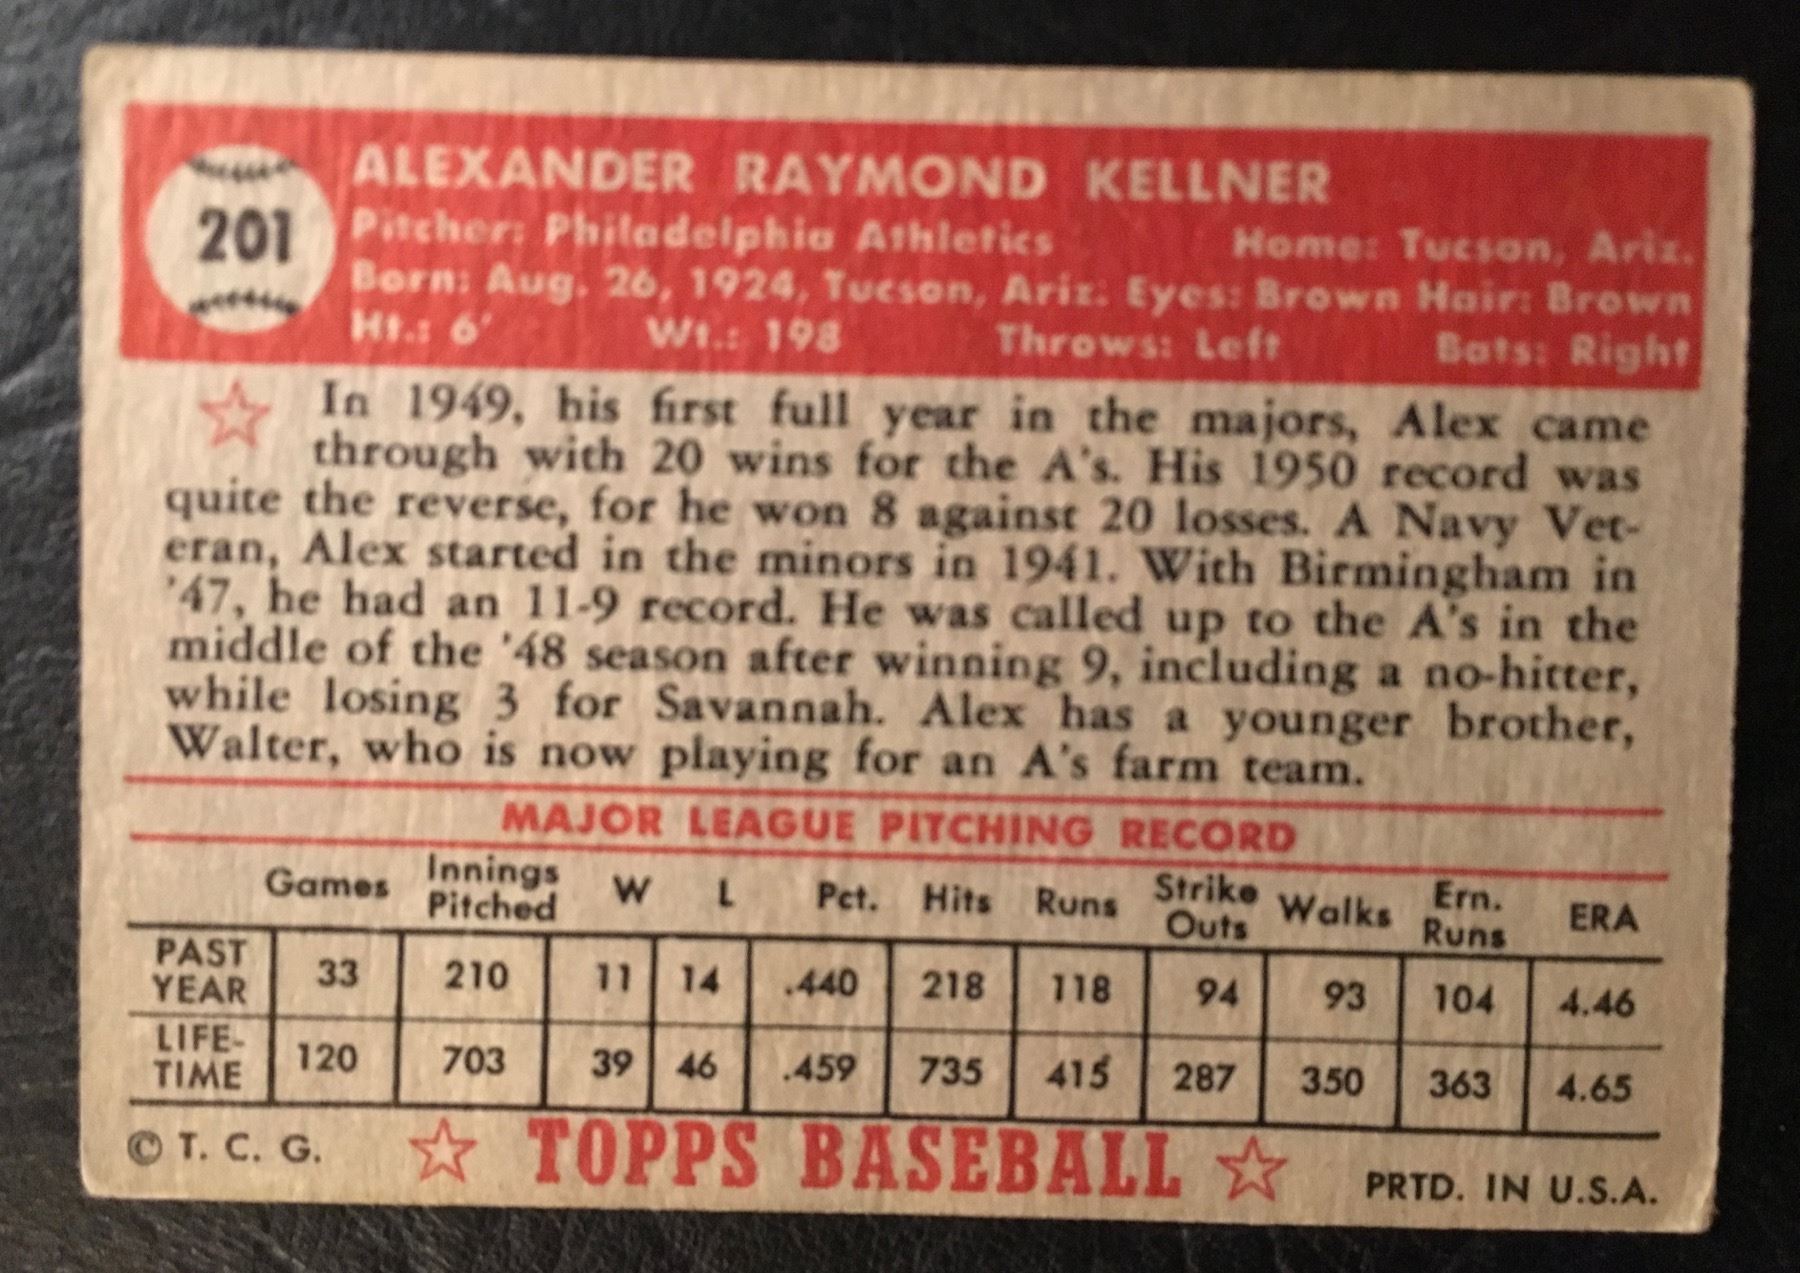 201
ALEXANDER RAYMOND KELLNER
Pitcher: Philadelphia Athletics Home: Tucson, Ariz.
Born: Aug. 26, 1924, Tucson, Ariz. Eyes: Brown Hair: Brown
Ht.: 6' Wt.: 198 Throws: Left Bats: Right
In 1949, his first full year in the majors, Alex came
through with 20 wins for the A's. His 1950 record was
quite the reverse, for he won 8 against 20 losses. A Navy Vet-
eran, Alex started in the minors in 1941. With Birmingham in
'47, he had an 11-9 record. He was called up to the A's in the
middle of the '48 season after winning 9, including a no-hitter,
while losing 3 for Savannah. Alex has a younger brother,
Walter, who is now playing for an A's farm team.
MAJOR LEAGUE PITCHING RECORD
Games Innings Pitched W L Pct. Hits Runs Strike Outs Walks Ern. Runs ERA
PAST YEAR 33 210 11 14 .440 218 118 94 93 104 4.46
LIFE-TIME 120 703 39 46 .459 735 415 287 350 363 4.65
© T. C. G. TOPPS BASEBALL PRTD. IN U.S.A.